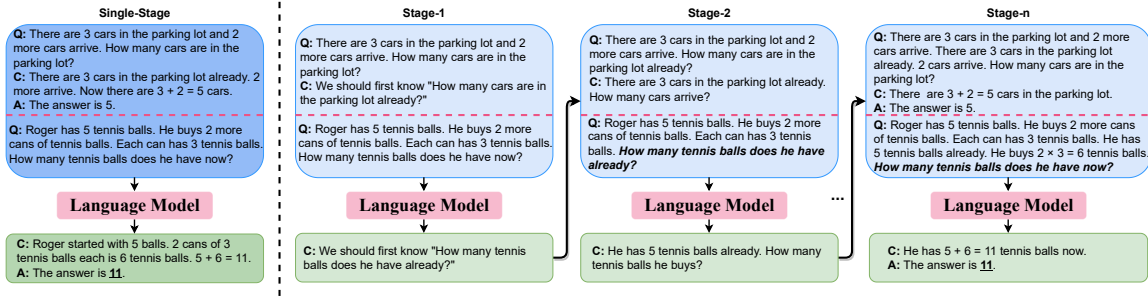 Single-Stage
Q: There are 3 cars in the parking lot and 2
more cars arrive. How many cars are in the
parking lot?
C: There are 3 cars in the parking lot already. 2
more arrive. Now there are 3 + 2 = 5 cars.
A: The answer is 5.
Q: Roger has 5 tennis balls. He buys 2 more
cans of tennis balls. Each can has 3 tennis balls.
How many tennis balls does he have now?
Language Model
C: Roger started with 5 balls. 2 cans of 3
tennis balls each is 6 tennis balls. 5 + 6 = 11.
A: The answer is 11.
Stage-1
Q: There are 3 cars in the parking lot and 2
more cars arrive. How many cars are in the
parking lot?
C: We should first know "How many cars are in
the parking lot already?"
Q: Roger has 5 tennis balls. He buys 2 more
cans of tennis balls. Each can has 3 tennis balls.
How many tennis balls does he have now?
Language Model
C: We should first know "How many tennis
balls does he have already?"
Stage-2
Q: There are 3 cars in the parking lot and 2
more cars arrive. How many cars are in the
parking lot already?
C: There are 3 cars in the parking lot already.
How many cars arrive?
Q: Roger has 5 tennis balls. He buys 2 more
cans of tennis balls. Each can has 3 tennis
balls. How many tennis balls does he have
already?
Language Model
C: He has 5 tennis balls already. How many
tennis balls he buys?
...
Stage-n
Q: There are 3 cars in the parking lot and 2 more
cars arrive. There are 3 cars in the parking lot
already. 2 cars arrive. How many cars are in the
parking lot?
C: There are 3 + 2 = 5 cars in the parking lot.
A: The answer is 5.
Q: Roger has 5 tennis balls. He buys 2 more cans
of tennis balls. Each can has 3 tennis balls. He has
5 tennis balls already. He buys 2 × 3 = 6 tennis balls.
How many tennis balls does he have now?
Language Model
C: He has 5 + 6 = 11 tennis balls now.
A: The answer is 11.